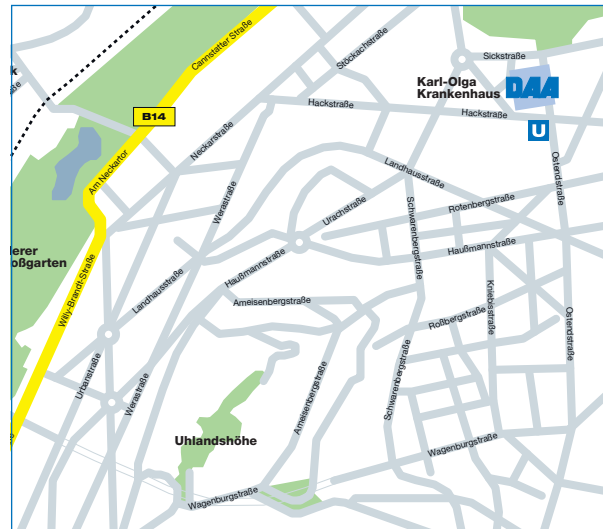 Cannstatter Straße
Stöckachstraße
Sickstraße
Karl-Olga
Krankenhaus
DAA
Hackstraße
Hackstraße
B14
U
Neckarstraße
Ostendstraße
Am Neckartor
Landhausstraße
Werastraße
Urachstraße
Schwarenbergstraße
Rotenbergstraße
Haußmannstraße
Haußmannstraße
oßgarten
Willy-Brandt-Straße
Landhausstraße
Ameisenbergstraße
Kniebisstraße
Roßbergstraße
Ostendstraße
Urbanstraße
Werastraße
Ameisenbergstraße
Schwarenbergstraße
Uhlandshöhe
Wagenburgstraße
Wagenburgstraße